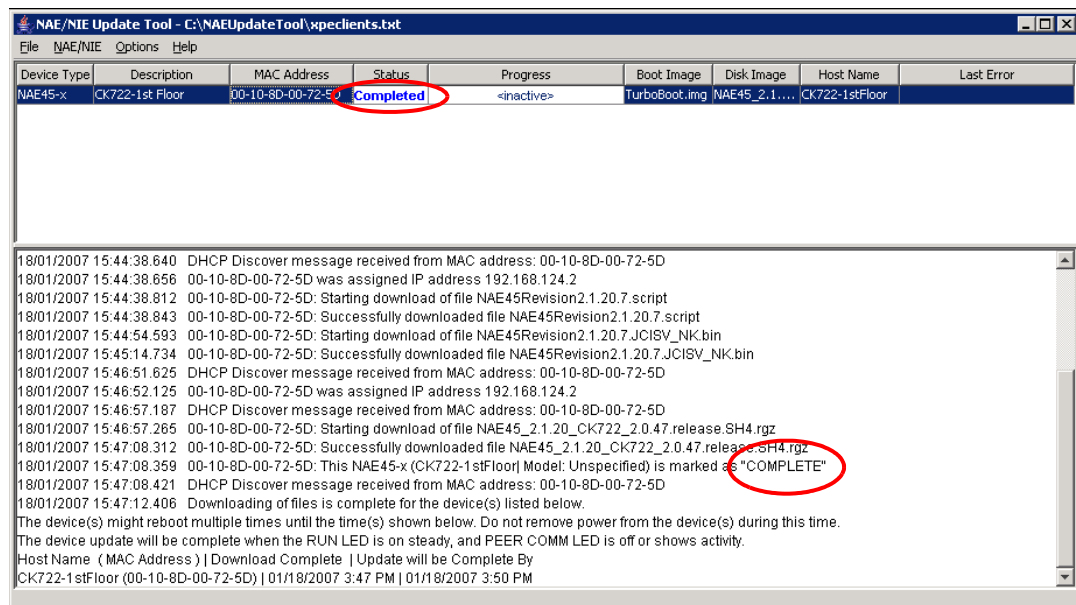 NAE/NIE Update Tool - C:\NAEUpdateTool\xpeclients.txt
File NAE/NIE Options Help
Device Type Description MAC Address Status Progress Boot Image Disk Image Host Name Last Error
NAE45-x CK722-1st Floor 00-10-8D-00-72-5D Completed <inactive> TurboBoot.img NAE45_2.1.... CK722-1stFloor
18/01/2007 15:44:38.640 DHCP Discover message received from MAC address: 00-10-8D-00-72-5D
18/01/2007 15:44:38.656 00-10-8D-00-72-5D was assigned IP address 192.168.124.2
18/01/2007 15:44:38.812 00-10-8D-00-72-5D: Starting download of file NAE45Revision2.1.20.7.script
18/01/2007 15:44:38.843 00-10-8D-00-72-5D: Successfully downloaded file NAE45Revision2.1.20.7.script
18/01/2007 15:44:54.593 00-10-8D-00-72-5D: Starting download of file NAE45Revision2.1.20.7.JCISV_NK.bin
18/01/2007 15:45:14.734 00-10-8D-00-72-5D: Successfully downloaded file NAE45Revision2.1.20.7.JCISV_NK.bin
18/01/2007 15:46:51.625 DHCP Discover message received from MAC address: 00-10-8D-00-72-5D
18/01/2007 15:46:52.125 00-10-8D-00-72-5D was assigned IP address 192.168.124.2
18/01/2007 15:46:57.187 DHCP Discover message received from MAC address: 00-10-8D-00-72-5D
18/01/2007 15:46:57.265 00-10-8D-00-72-5D: Starting download of file NAE45_2.1.20_CK722_2.0.47.release.SH4.rgz
18/01/2007 15:47:08.312 00-10-8D-00-72-5D: Successfully downloaded file NAE45_2.1.20_CK722_2.0.47.release.SH4.rgz
18/01/2007 15:47:08.359 00-10-8D-00-72-5D: This NAE45-x (CK722-1stFloor| Model: Unspecified) is marked as "COMPLETE"
18/01/2007 15:47:08.421 DHCP Discover message received from MAC address: 00-10-8D-00-72-5D
18/01/2007 15:47:12.406 Downloading of files is complete for the device(s) listed below.
The device(s) might reboot multiple times until the time(s) shown below. Do not remove power from the device(s) during this time.
The device update will be complete when the RUN LED is on steady, and PEER COMM LED is off or shows activity.
Host Name ( MAC Address ) | Download Complete | Update will be Complete By
CK722-1stFloor (00-10-8D-00-72-5D) | 01/18/2007 3:47 PM | 01/18/2007 3:50 PM